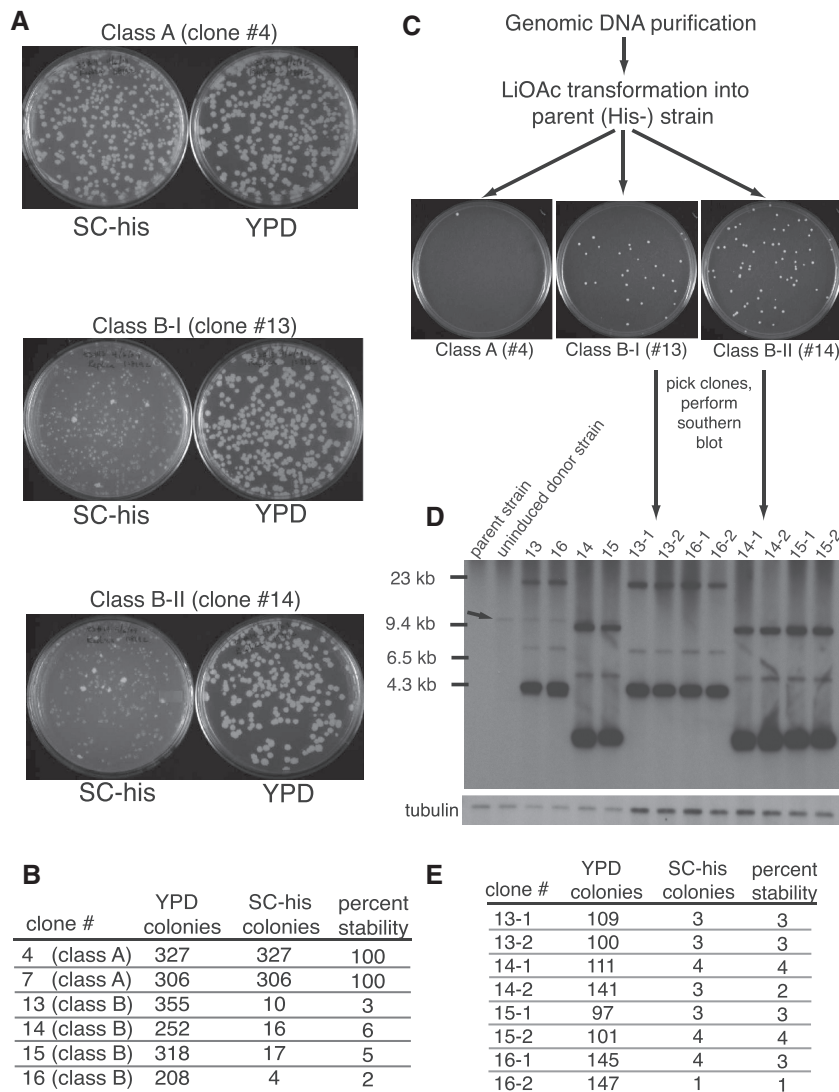 A
Class A (clone #4)
SC-his YPD
Class B-I (clone #13)
SC-his YPD
Class B-II (clone #14)
SC-his YPD
B
clone # YPD colonies SC-his colonies percent stability
4 (class A) 327 327 100
7 (class A) 306 306 100
13 (class B) 355 10 3
14 (class B) 252 16 6
15 (class B) 318 17 5
16 (class B) 208 4 2
C
Genomic DNA purification
LiOAc transformation into
parent (His-) strain
Class A (#4) Class B-I (#13) Class B-II (#14)
pick clones,
perform
southern
blot
D
parent strain
uninduced donor strain
13 16 14 15 13-1 13-2 16-1 16-2 14-1 14-2 15-1 15-2
23 kb
9.4 kb
6.5 kb
4.3 kb
tubulin
E
clone # YPD colonies SC-his colonies percent stability
13-1 109 3 3
13-2 100 3 3
14-1 111 4 4
14-2 141 3 2
15-1 97 3 3
15-2 101 4 4
16-1 145 4 3
16-2 147 1 1